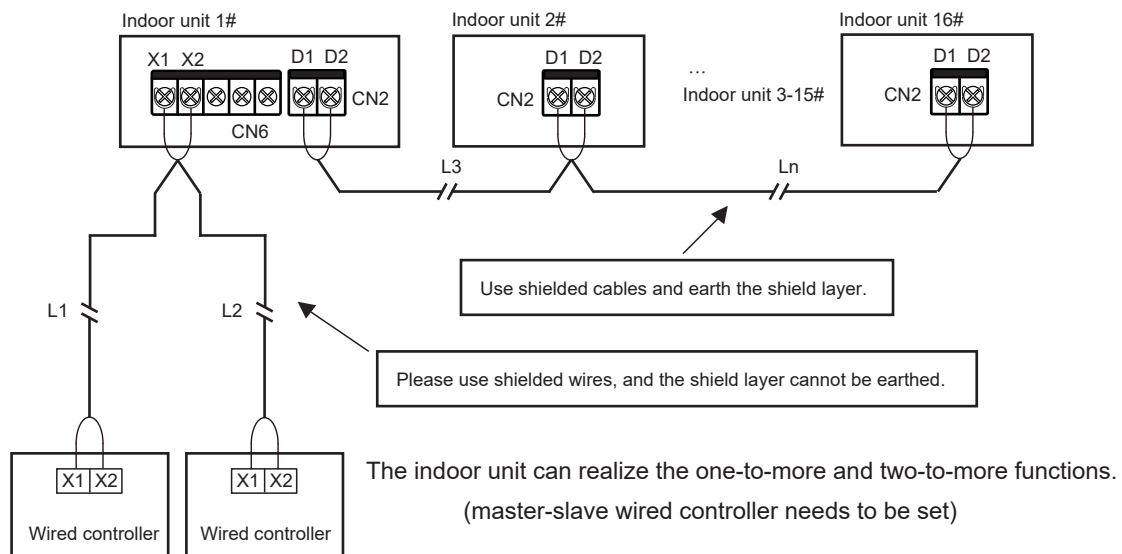 Indoor unit 1#
Indoor unit 2#
Indoor unit 16#
X1 X2
D1 D2
CN2
CN6
D1 D2
CN2
...
Indoor unit 3-15#
D1 D2
CN2
L3
Ln
Use shielded cables and earth the shield layer.
L1
L2
Please use shielded wires, and the shield layer cannot be earthed.
X1 X2
Wired controller
X1 X2
Wired controller
The indoor unit can realize the one-to-more and two-to-more functions.
(master-slave wired controller needs to be set)